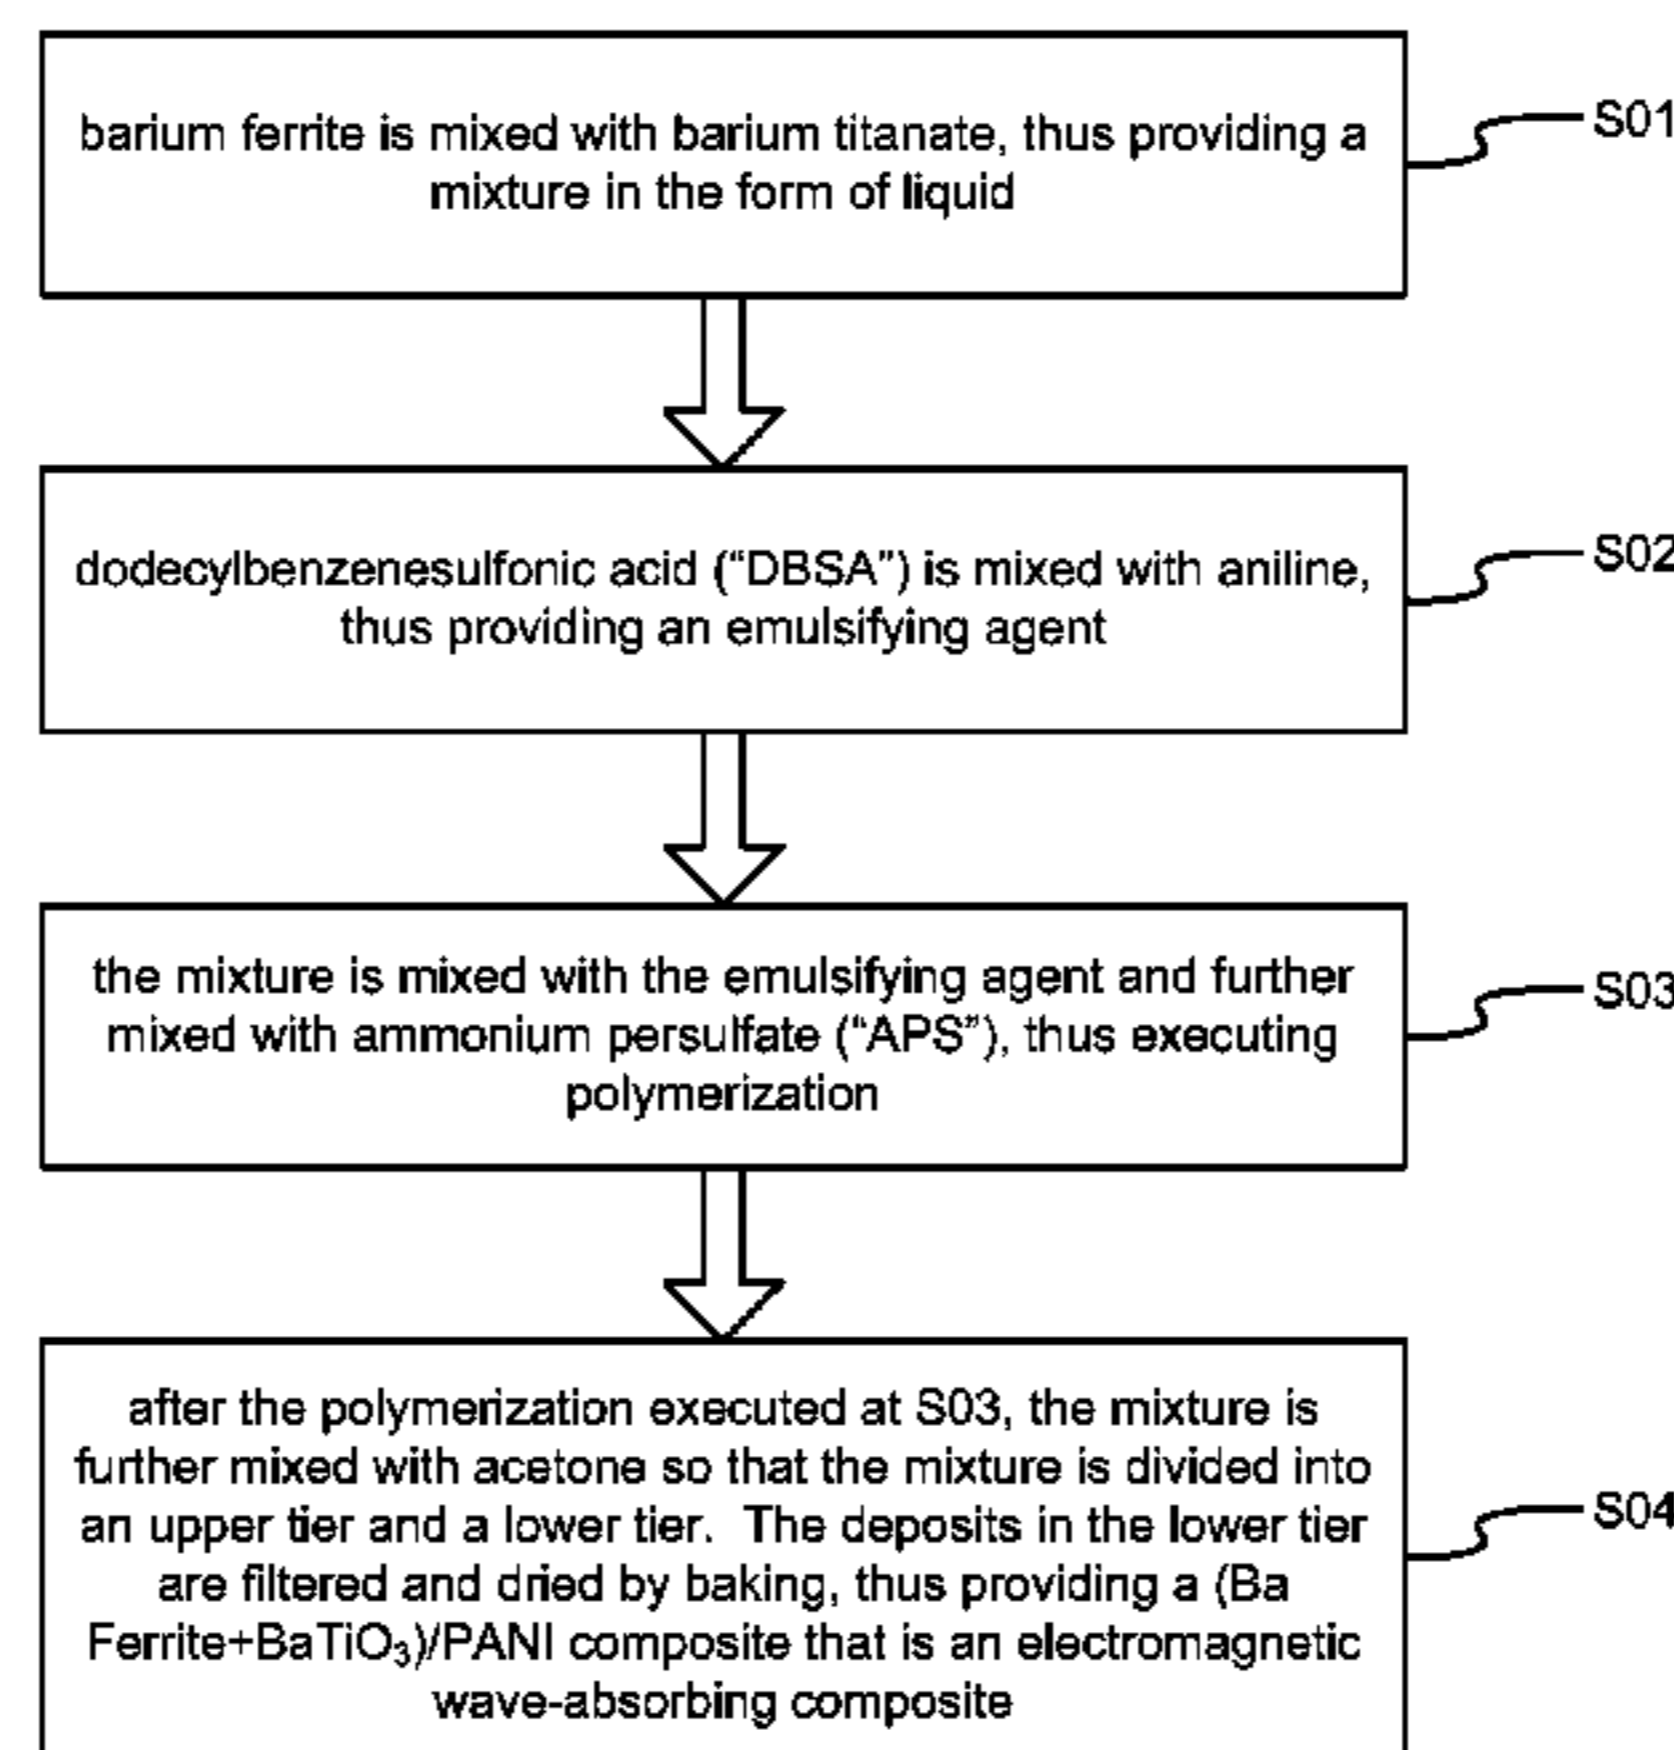 barium ferrite is mixed with barium titanate, thus providing a
mixture in the form of liquid
S01
dodecylbenzenesulfonic acid (“DBSA”) is mixed with aniline,
thus providing an emulsifying agent
S02
the mixture is mixed with the emulsifying agent and further
mixed with ammonium persulfate (“APS”), thus executing
polymerization
S03
after the polymerization executed at S03, the mixture is
further mixed with acetone so that the mixture is divided into
an upper tier and a lower tier. The deposits in the lower tier
are filtered and dried by baking, thus providing a (Ba
Ferrite+BaTiO₃)/PANI composite that is an electromagnetic
wave-absorbing composite
S04